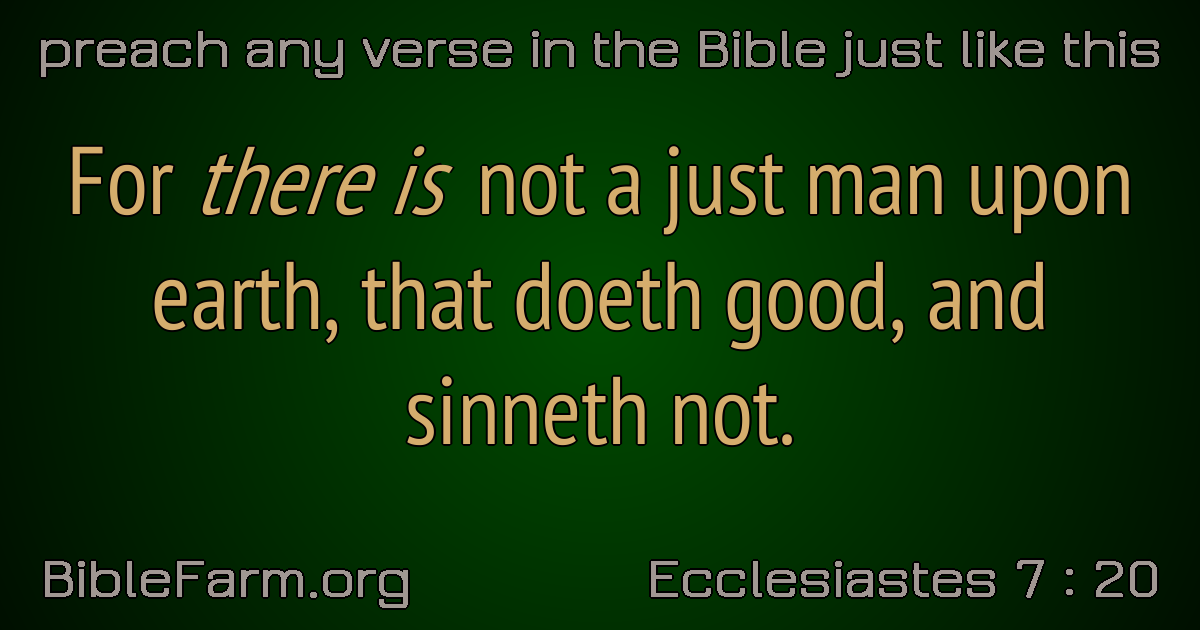 preach any verse in the Bible just like this
For there is not a just man upon
earth, that doeth good, and
sinneth not.
BibleFarm.org
Ecclesiastes 7 : 20